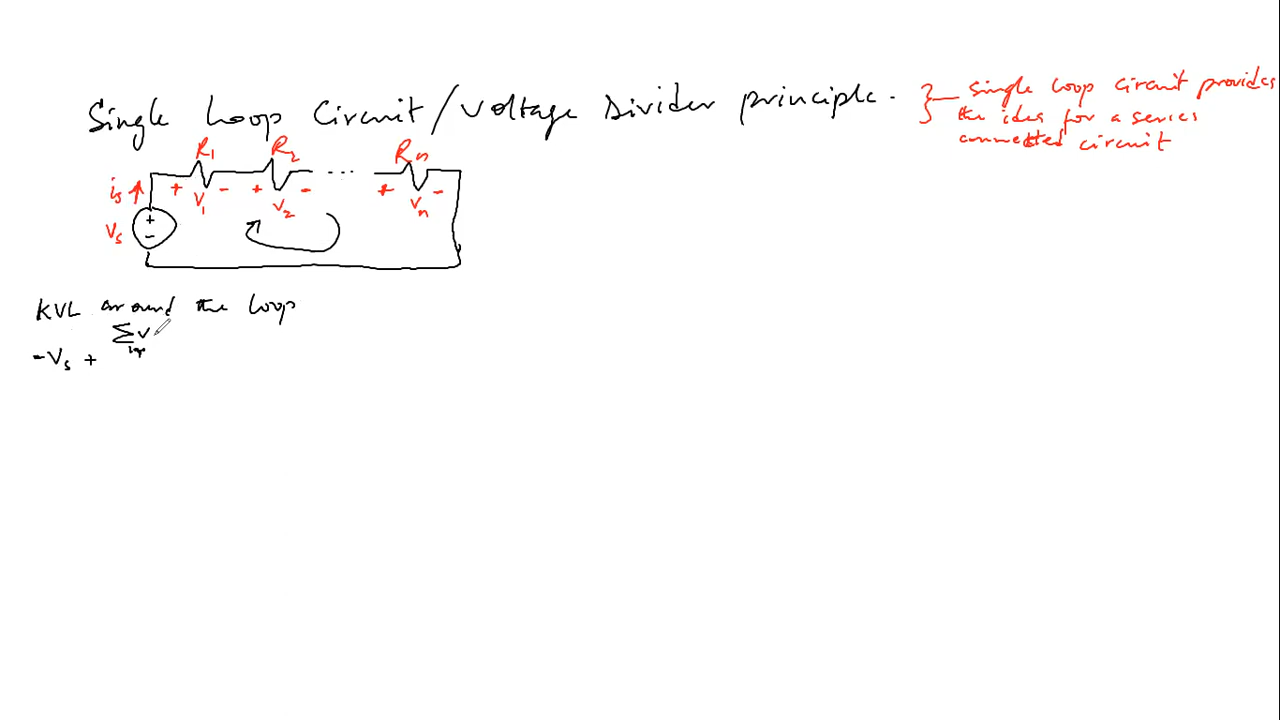 Single Loop Circuit/Voltage Divider principle.
} single loop circuit provides
the idea for a series
connected circuit
R1 R2 Rn
is + - + - ... + -
V1 V2 Vn
Vs + -
KVL around the loop
∑v
-Vs +